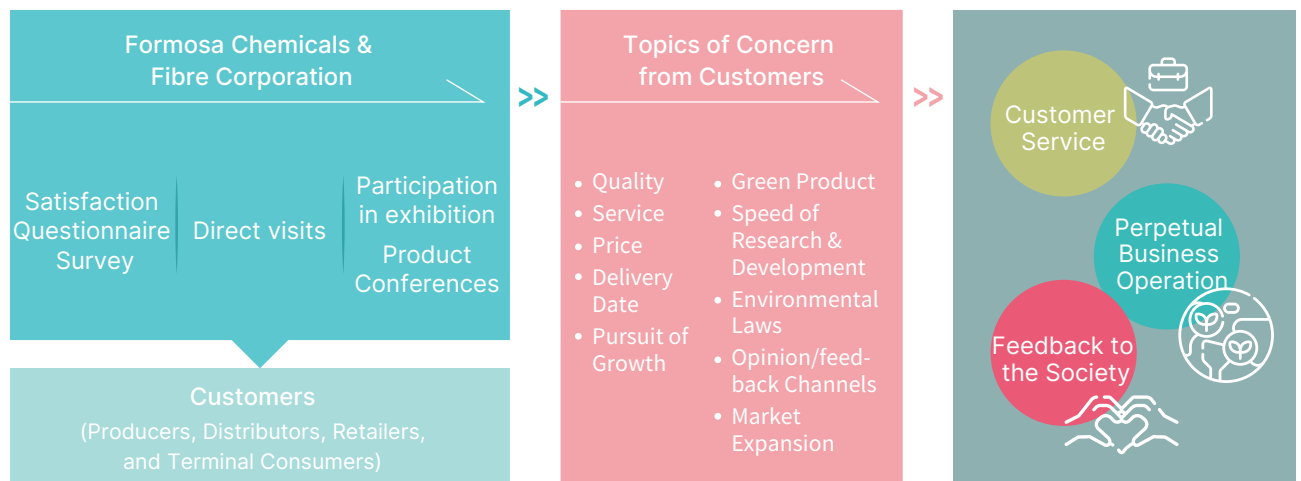 Formosa Chemicals &
Fibre Corporation
Satisfaction
Questionnaire
Survey
Direct visits
Participation
in exhibition
Product
Conferences
Customers
(Producers, Distributors, Retailers,
and Terminal Consumers)
>>
Topics of Concern
from Customers
• Quality
• Service
• Price
• Delivery
Date
• Pursuit of
Growth
• Green Product
• Speed of
Research &
Development
• Environmental
Laws
• Opinion/feed-
back Channels
• Market
Expansion
>>
Customer
Service
Perpetual
Business
Operation
Feedback to
the Society